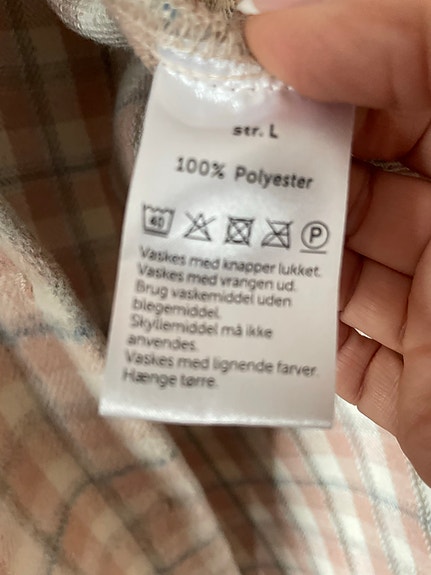 str. L
100% Polyester
40 P
Vaskes med knapper lukket.
Vaskes med vrangen ud.
Brug vaskemiddel uden
blegemiddel.
Skyllemiddel må ikke
anvendes.
Vaskes med lignende farver.
Hænge tørre.